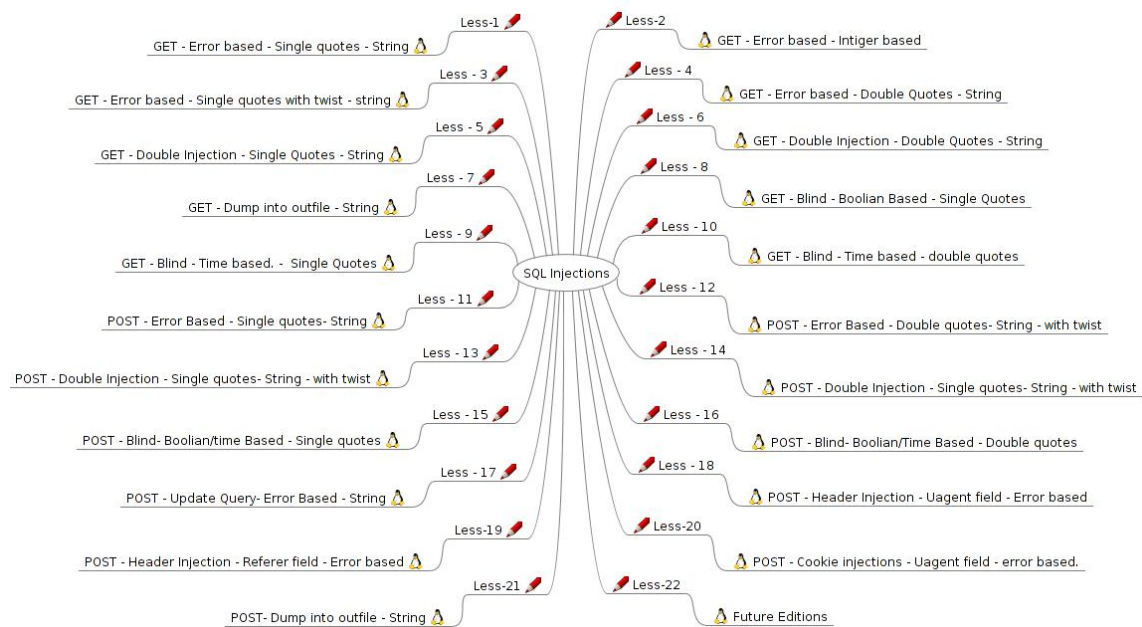 Less-1
GET - Error based - Single quotes - String
Less-2
GET - Error based - Intiger based
Less - 3
GET - Error based - Single quotes with twist - string
Less - 4
GET - Error based - Double Quotes - String
Less - 5
GET - Double Injection - Single Quotes - String
Less - 6
GET - Double Injection - Double Quotes - String
Less - 7
GET - Dump into outfile - String
Less - 8
GET - Blind - Boolian Based - Single Quotes
Less - 9
GET - Blind - Time based. - Single Quotes
Less - 10
GET - Blind - Time based - double quotes
SQL Injections
Less - 11
POST - Error Based - Single quotes- String
Less - 12
POST - Error Based - Double quotes- String - with twist
Less - 13
POST - Double Injection - Single quotes- String - with twist
Less - 14
POST - Double Injection - Single quotes- String - with twist
Less - 15
POST - Blind- Boolian/time Based - Single quotes
Less - 16
POST - Blind- Boolian/Time Based - Double quotes
Less - 17
POST - Update Query- Error Based - String
Less - 18
POST - Header Injection - Uagent field - Error based
Less-19
POST - Header Injection - Referer field - Error based
Less-20
POST - Cookie injections - Uagent field - error based.
Less-21
POST- Dump into outfile - String
Less-22
Future Editions